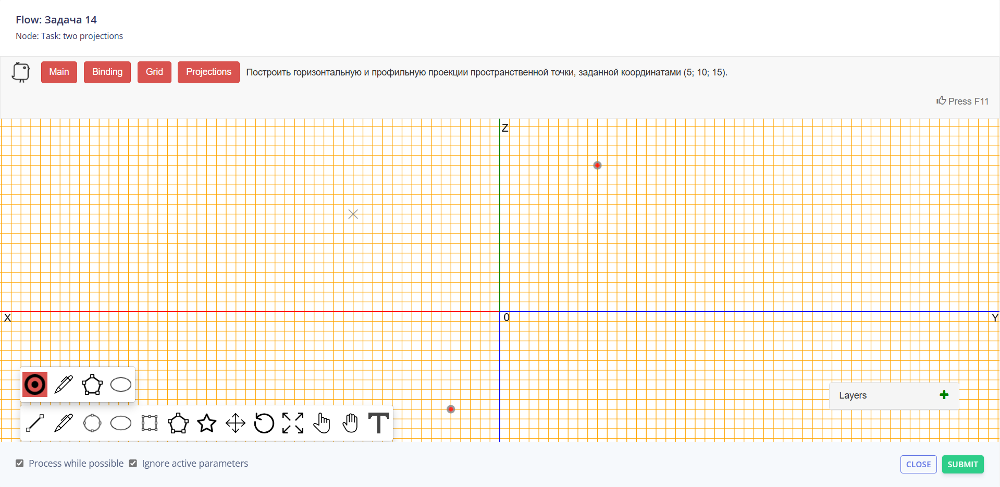 Flow: Задача 14
Node: Task: two projections
Main Binding Grid Projections Построить горизонтальную и профильную проекции пространственной точки, заданной координатами (5; 10; 15).
Press F11
Z
X 0 Y
Layers
T
Process while possible Ignore active parameters CLOSE SUBMIT